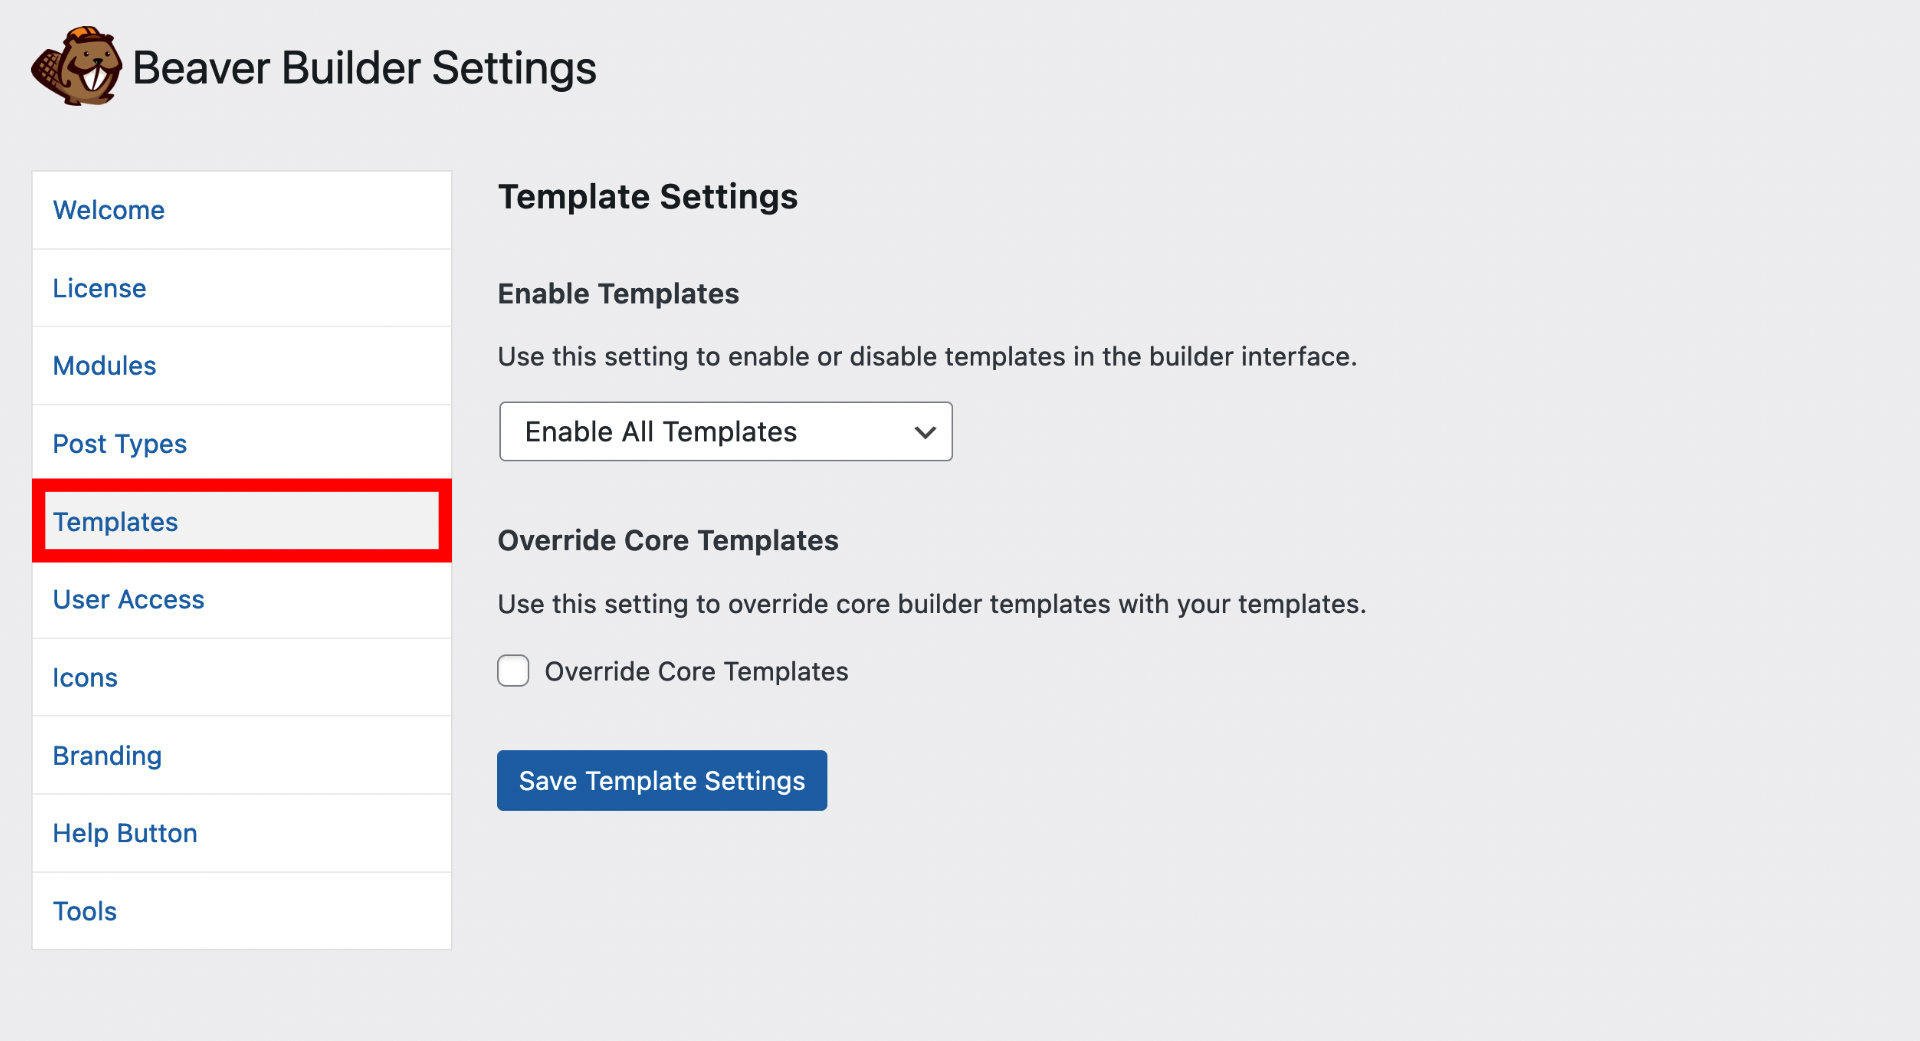 Beaver Builder Settings
Welcome
License
Modules
Post Types
Templates
User Access
Icons
Branding
Help Button
Tools
Template Settings
Enable Templates
Use this setting to enable or disable templates in the builder interface.
Enable All Templates
Override Core Templates
Use this setting to override core builder templates with your templates.
Override Core Templates
Save Template Settings